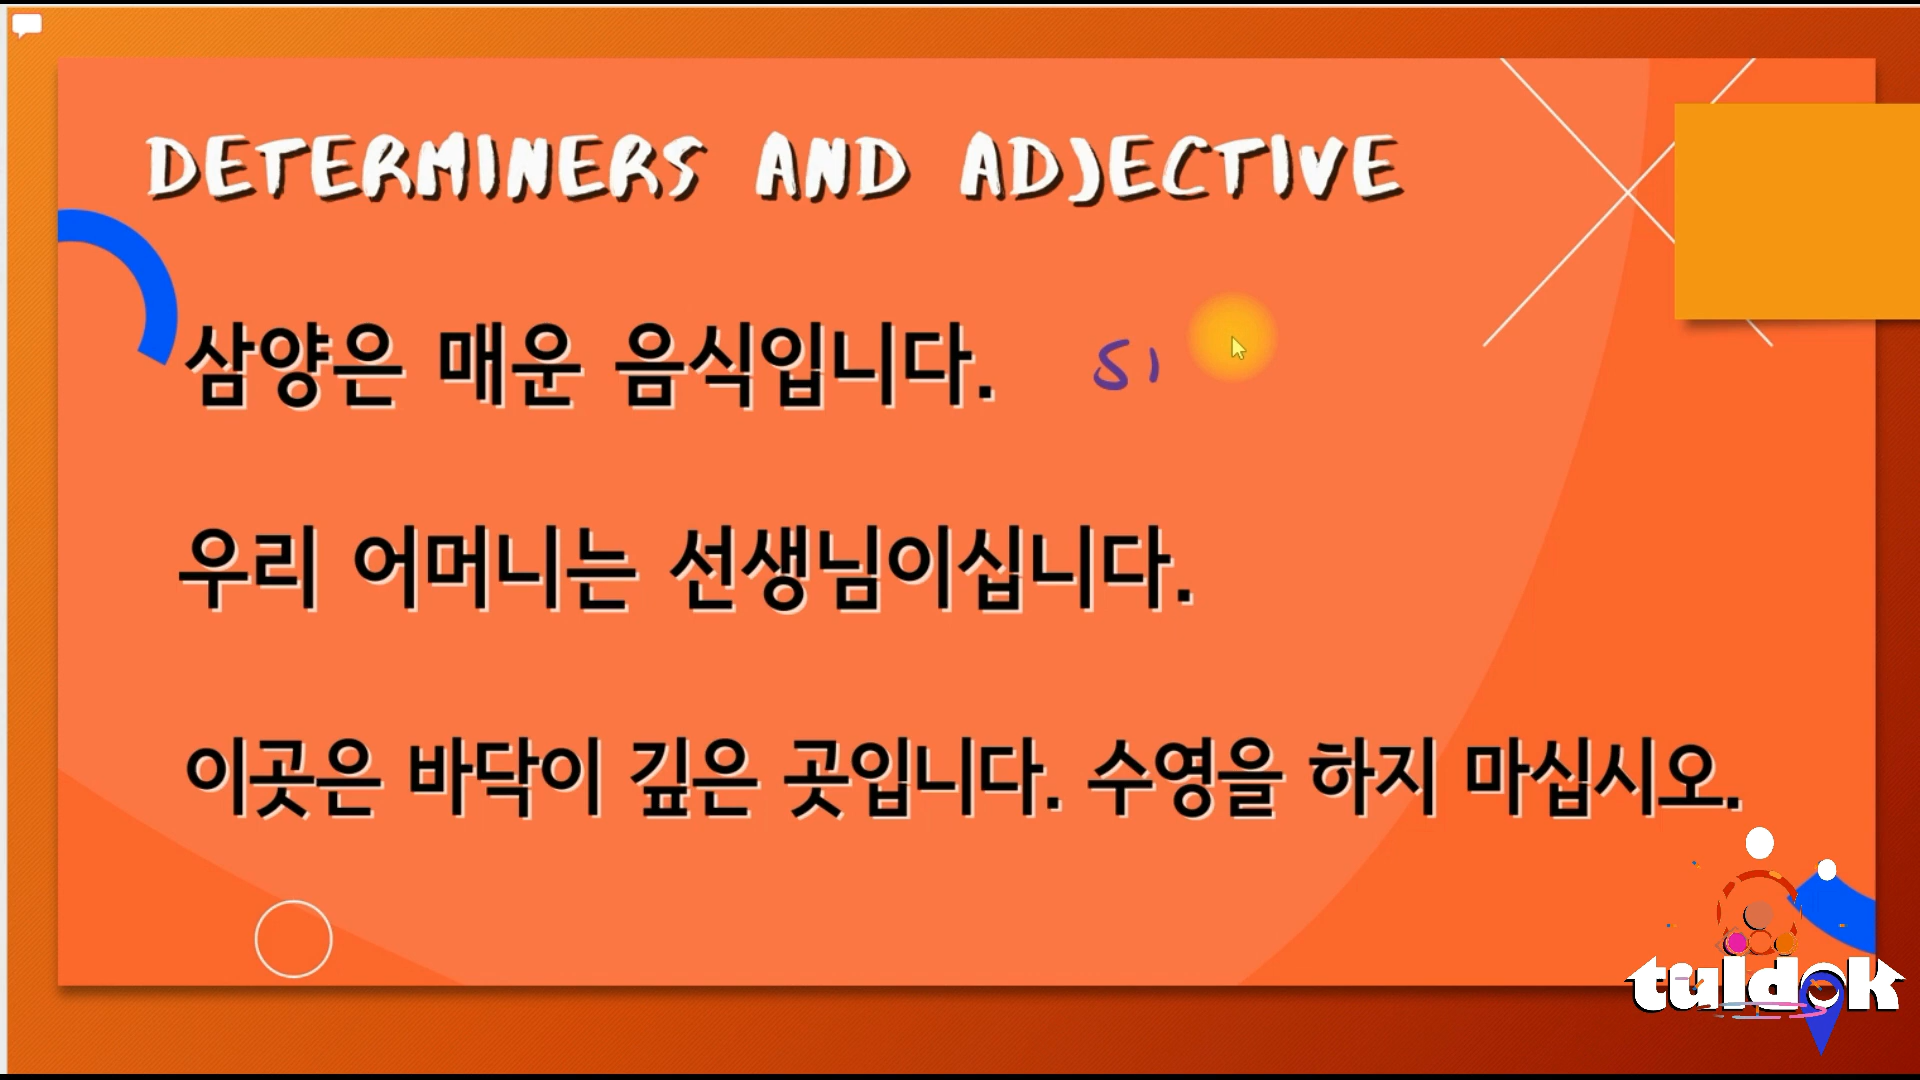 DETERMINERS AND ADJECTIVE
삼양은 매운 음식입니다. SI
우리 어머니는 선생님이십니다.
이곳은 바닥이 깊은 곳입니다. 수영을 하지 마십시오.
tuldok